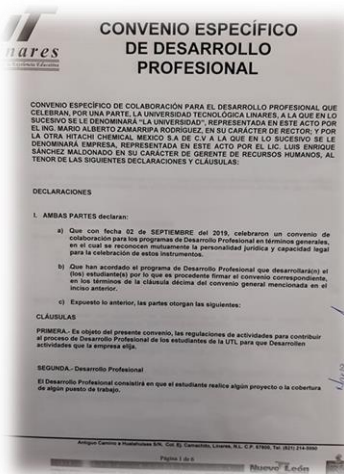 nares
CONVENIO ESPECÍFICO
DE DESARROLLO
PROFESIONAL
CONVENIO ESPECÍFICO DE COLABORACIÓN PARA EL DESARROLLO PROFESIONAL QUE
CELEBRAN, POR UNA PARTE, LA UNIVERSIDAD TECNOLÓGICA LINARES, A LA QUE EN LO
SUCESIVO SE LE DENOMINARÁ "LA UNIVERSIDAD", REPRESENTADA EN ESTE ACTO POR
EL ING. MARIO ALBERTO ZAMARRIPA RODRÍGUEZ, EN SU CARÁCTER DE RECTOR; Y POR
LA OTRA HITACHI CHEMICAL MEXICO S.A DE C.V A LA QUE EN LO SUCESIVO SE LE
DENOMINARÁ EMPRESA, REPRESENTADA EN ESTE ACTO POR EL LIC. LUIS ENRIQUE
SÁNCHEZ MALDONADO EN SU CARÁCTER DE GERENTE DE RECURSOS HUMANOS, AL
TENOR DE LAS SIGUIENTES DECLARACIONES Y CLÁUSULAS:
DECLARACIONES
I. AMBAS PARTES declaran:
a) Que con fecha 02 de SEPTIEMBRE del 2019, celebraron un convenio de
colaboración para los programas de Desarrollo Profesional en términos generales,
en el cual se reconocen mutuamente la personalidad jurídica y capacidad legal
para la celebración de estos instrumentos.
b) Que han acordado el programa de Desarrollo Profesional que desarrollará(n) el
(los) estudiante(s) por lo que es procedente firmar el convenio correspondiente,
en los términos de la cláusula décima del convenio general mencionada en el
inciso anterior.
c) Expuesto lo anterior, las partes otorgan las siguientes:
CLÁUSULAS
PRIMERA.- Es objeto del presente convenio, las regulaciones de actividades para contribuir
al proceso de Desarrollo Profesional de los estudiantes de la UTL para que Desarrollen
actividades que la empresa elija.
SEGUNDA.- Desarrollo Profesional
El Desarrollo Profesional consistirá en que el estudiante realice algún proyecto o la cobertura
de algún puesto de trabajo.
Antiguo Camino a Hualahuises S/N, Col. Ej. Camachito, Linares, N.L. C.P. 67800, Tel. (821)
Página 1 de 6
Nuevo León